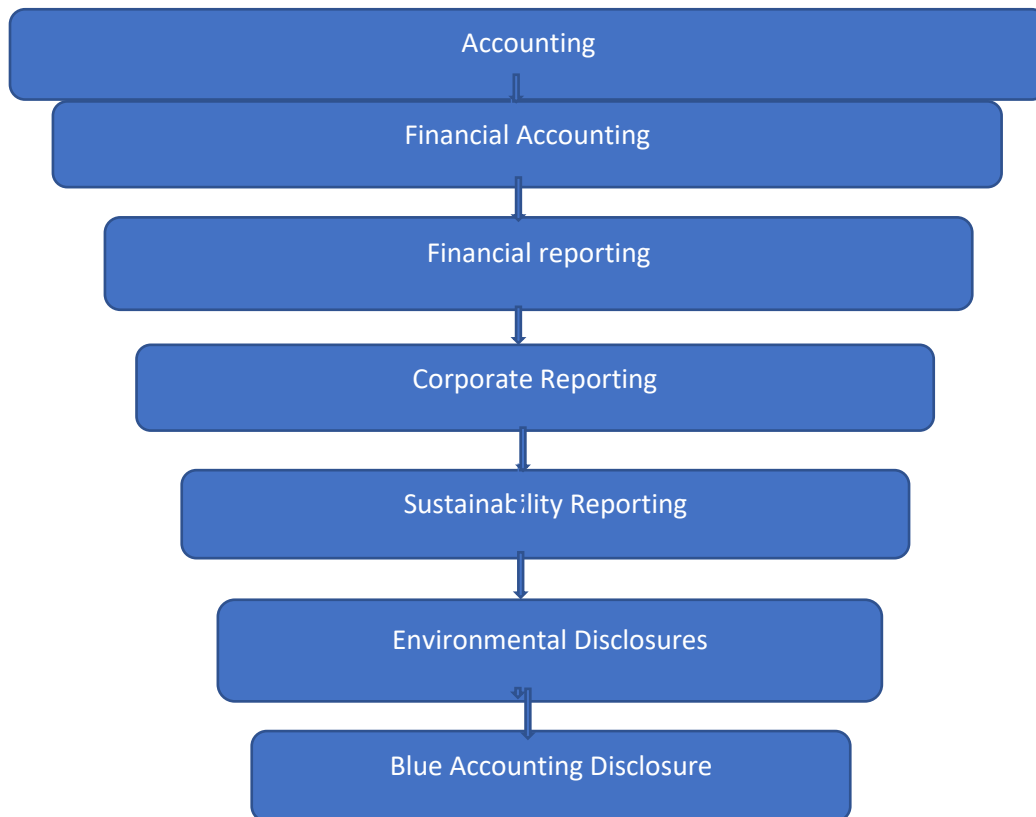 Accounting
Financial Accounting
Financial reporting
Corporate Reporting
Sustainability Reporting
Environmental Disclosures
Blue Accounting Disclosure